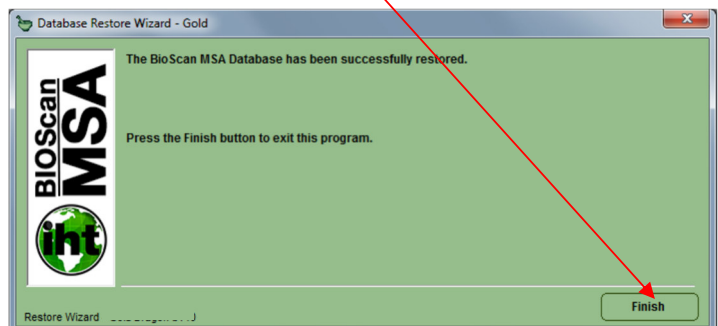 Database Restore Wizard - Gold
The BioScan MSA Database has been successfully restored.
Press the Finish button to exit this program.
BIOScan
MSA
iht
Finish
Restore Wizard